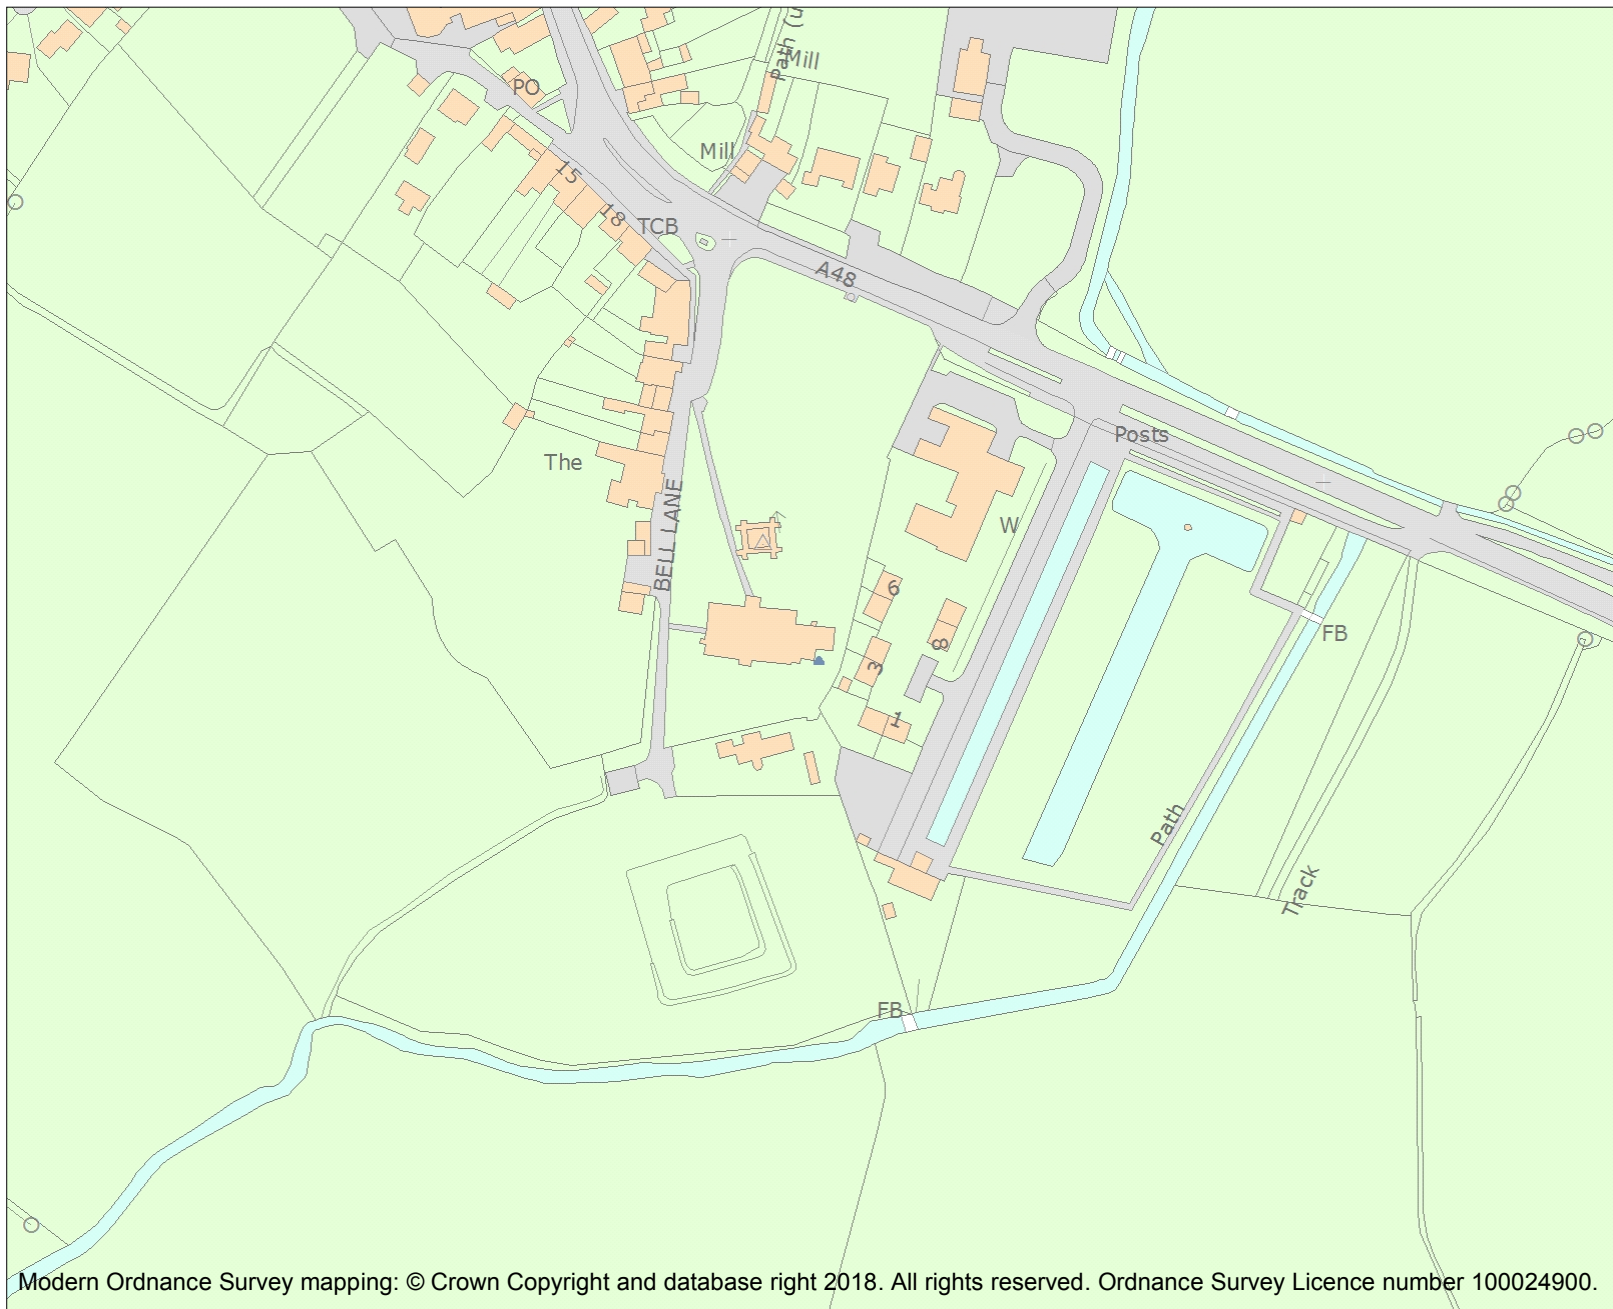 Path (u
Mill
PO
Mill
15
18
TCB
A48
Posts
The
BELL LANE
W
6
8
3
1
FB
Path
Track
FB
Modern Ordnance Survey mapping: © Crown Copyright and database right 2018. All rights reserved. Ordnance Survey Licence number 100024900.